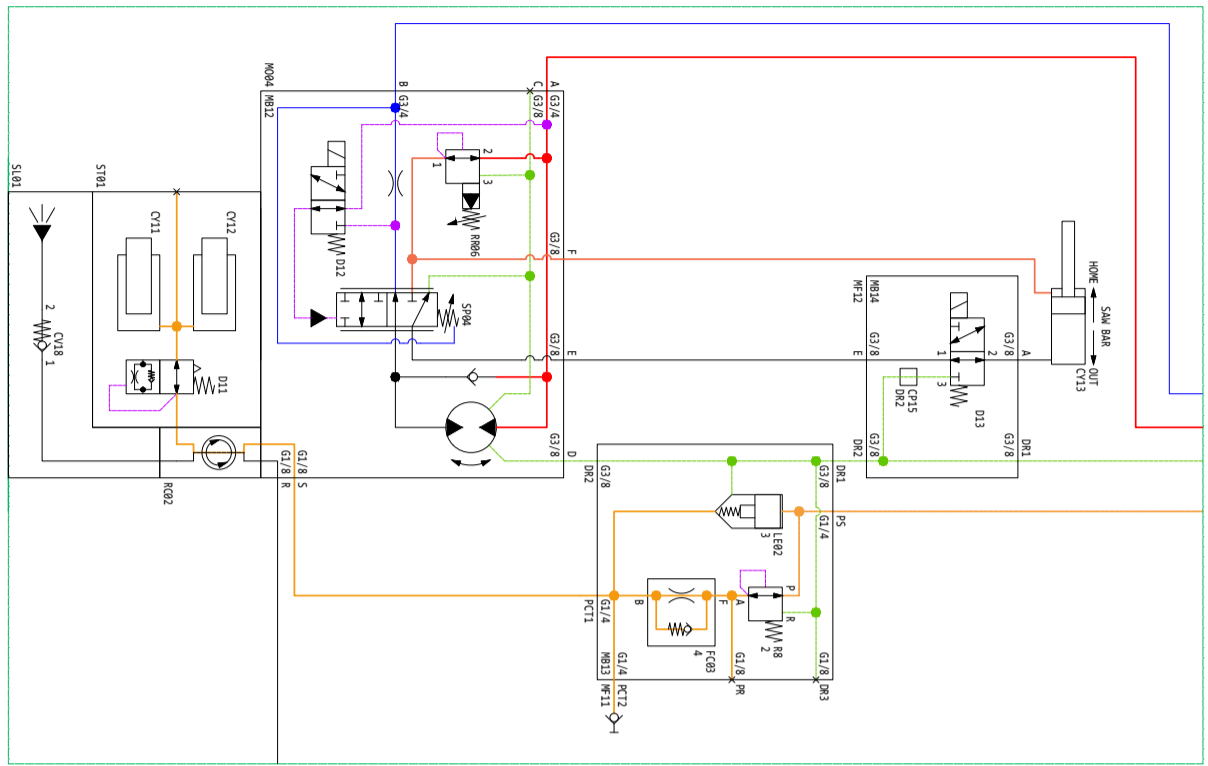 MO04
MB12
B
G3/4
C
G3/8
A
G3/4
2
1
3
RR06
D12
SP04
G3/8
F
G3/8
E
G3/8
D
SL01
ST01
CY11
CY12
2
CV18
1
D11
RC02
G1/8 S
G1/8 R
HOME
SAW BAR
OUT
CY13
MB14
MF12
G3/8
E
G3/8
A
1
2
3
D13
CP15
DR2
DR2
G3/8
G3/8
DR1
DR2
G3/8
G3/8
DR1
G1/4
PS
LE02
3
P
A
R
R8
2
F
B
FC03
4
PCT1
G1/4
MB13
MF11
G1/4
PCT2
G1/8
PR
G1/8
DR3